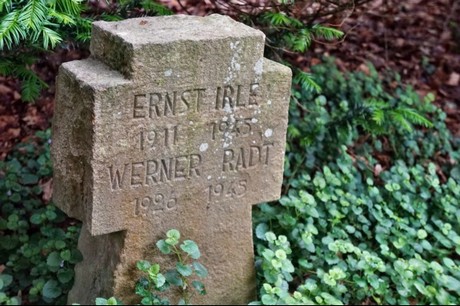 ERNST IRLE
1911 1945
WERNER RADT
1926 1945